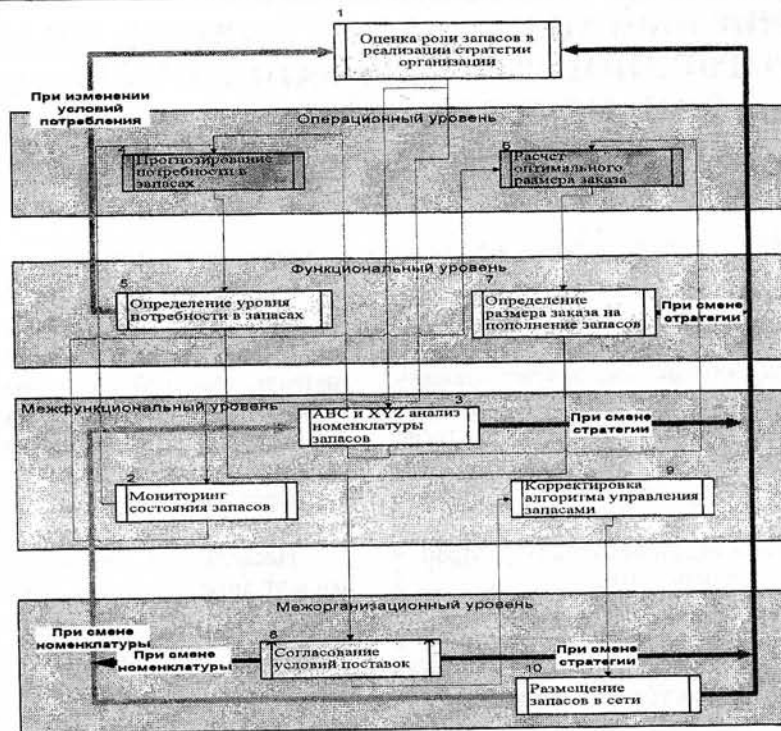 1
Оценка роли запасов в
реализации стратегии
организации
При изменении
условий
потребления
Операционный уровень
4
Прогнозирование
потребности в
запасах
6
Расчет
оптимального
размера заказа
Функциональный уровень
5
Определение уровня
потребности в запасах
7
Определение
размера заказа на
пополнение запасов
При смене
стратегии
Межфункциональный уровень
3
ABC и XYZ анализ
номенклатуры
запасов
При смене
стратегии
2
Мониторинг
состояния запасов
9
Корректировка
алгоритма управления
запасами
Межорганизационный уровень
При смене
номенклатуры
При смене
номенклатуры
8
Согласование
условий поставок
При смене
стратегии
10
Размещение
запасов в сети